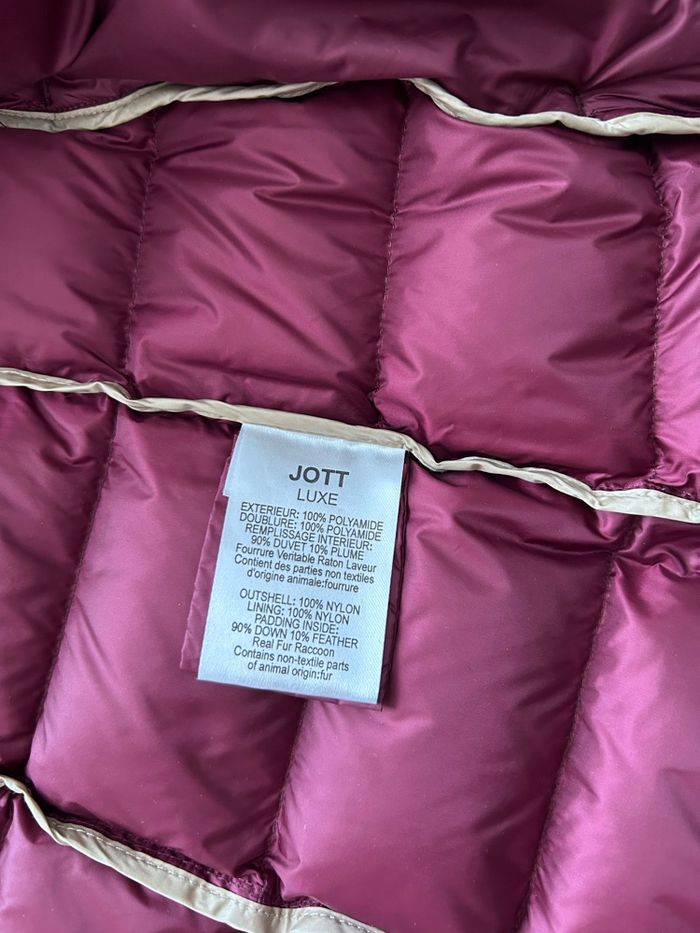 JOTT
LUXE
EXTERIEUR: 100% POLYAMIDE
DOUBLURE: 100% POLYAMIDE
REMPLISSAGE INTERIEUR:
90% DUVET 10% PLUME
Fourrure Veritable Raton Laveur
Contient des parties non textiles
d'origine animale:fourrure
OUTSHELL: 100% NYLON
LINING: 100% NYLON
PADDING INSIDE:
90% DOWN 10% FEATHER
Real Fur Raccoon
Contains non-textile parts
of animal origin:fur